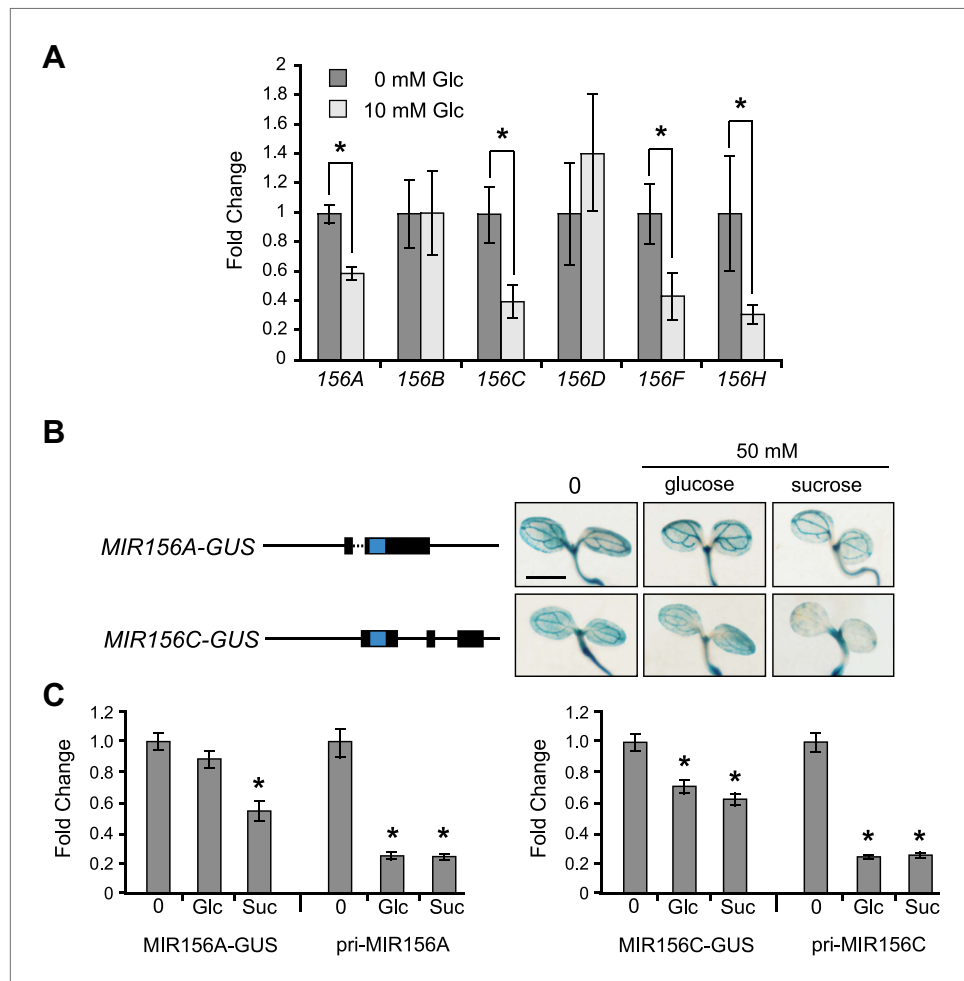 A
2
1.8
1.6
1.4
1.2
1
0.8
0.6
0.4
0.2
0
Fold Change
0 mM Glc
10 mM Glc
* * * *
156A 156B 156C 156D 156F 156H
B
50 mM
0 glucose sucrose
MIR156A-GUS
MIR156C-GUS
C
1.2
1.0
0.8
0.6
0.4
0.2
0
Fold Change
* * *
0 Glc Suc 0 Glc Suc
MIR156A-GUS pri-MIR156A
1.2
1.0
0.8
0.6
0.4
0.2
0
Fold Change
* * * *
0 Glc Suc 0 Glc Suc
MIR156C-GUS pri-MIR156C